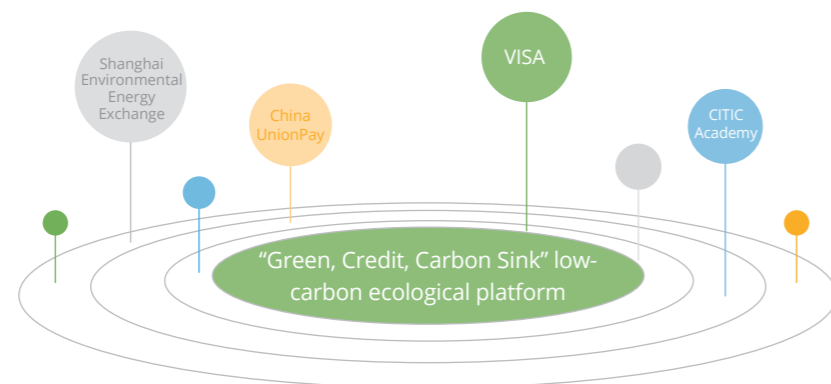 Shanghai
Environmental
Energy
Exchange
China
UnionPay
VISA
CITIC
Academy
“Green, Credit, Carbon Sink” low-
carbon ecological platform